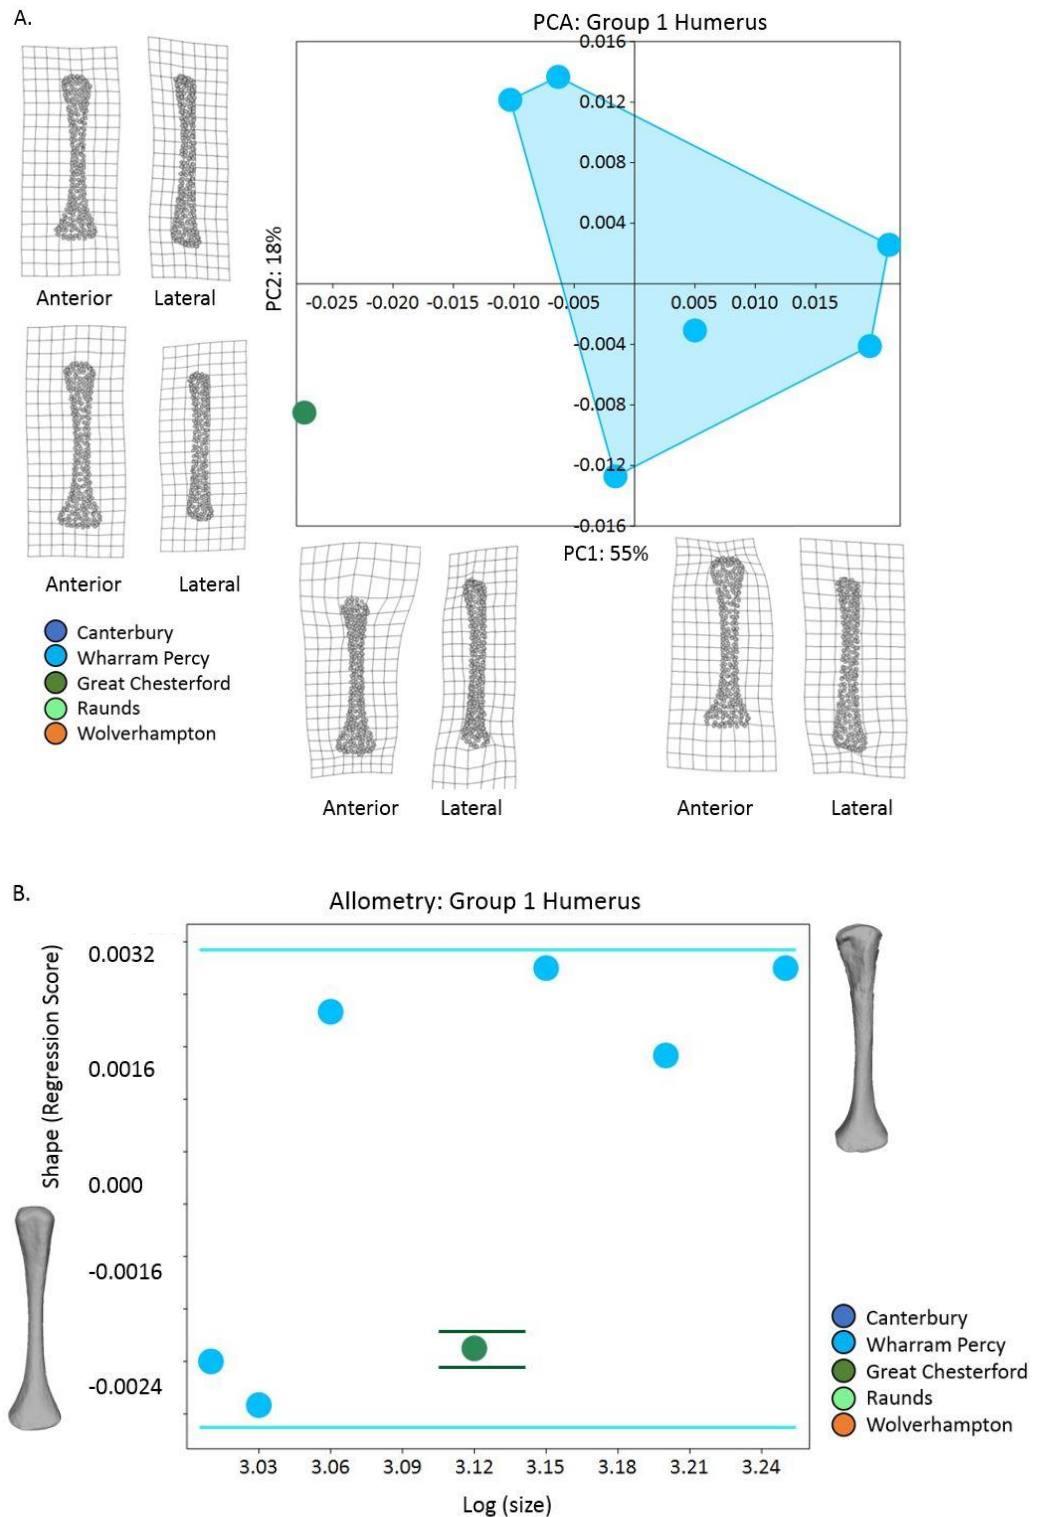 A.
PCA: Group 1 Humerus
0.016
0.012
0.008
0.004
-0.004
-0.008
-0.012
-0.016
-0.025 -0.020 -0.015 -0.010 -0.005 0.005 0.010 0.015
PC2: 18%
PC1: 55%
Anterior Lateral
Anterior Lateral
Canterbury
Wharram Percy
Great Chesterford
Raunds
Wolverhampton
Anterior Lateral Anterior Lateral
B.
Allometry: Group 1 Humerus
Shape (Regression Score)
0.0032
0.0016
0.000
-0.0016
-0.0024
3.03 3.06 3.09 3.12 3.15 3.18 3.21 3.24
Log (size)
Canterbury
Wharram Percy
Great Chesterford
Raunds
Wolverhampton